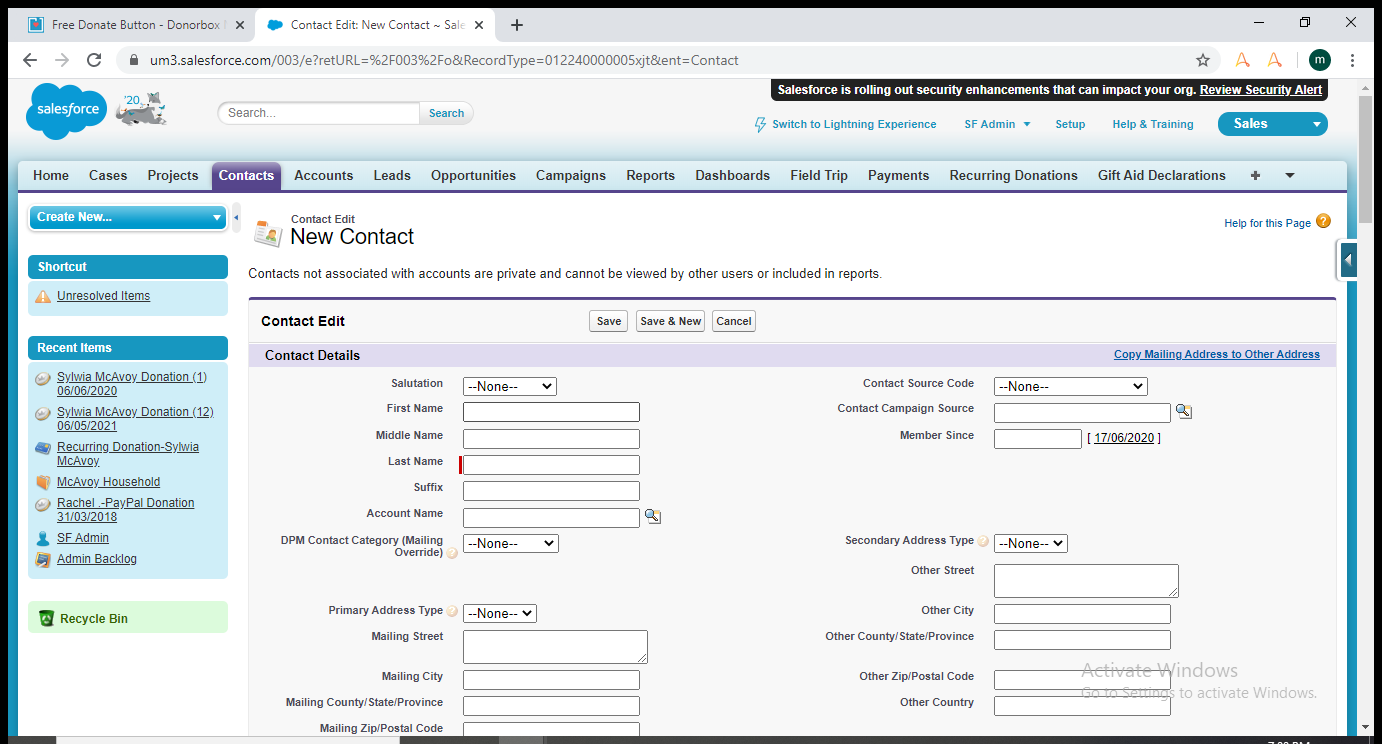 Free Donate Button - Donorbox
Contact Edit: New Contact ~ Sale
um3.salesforce.com/003/e?retURL=%2F003%2Fo&RecordType=012240000005xjt&ent=Contact
m
salesforce
'20
Search...
Search
Salesforce is rolling out security enhancements that can impact your org. Review Security Alert
Switch to Lightning Experience
SF Admin
Setup
Help & Training
Sales
Home Cases Projects Contacts Accounts Leads Opportunities Campaigns Reports Dashboards Field Trip Payments Recurring Donations Gift Aid Declarations +
Create New...
Shortcut
Unresolved Items
Recent Items
Sylwia McAvoy Donation (1)
06/06/2020
Sylwia McAvoy Donation (12)
06/05/2021
Recurring Donation-Sylwia
McAvoy
McAvoy Household
Rachel .-PayPal Donation
31/03/2018
SF Admin
Admin Backlog
Recycle Bin
Contact Edit
New Contact
Help for this Page ?
Contacts not associated with accounts are private and cannot be viewed by other users or included in reports.
Contact Edit
Save
Save & New
Cancel
Contact Details
Copy Mailing Address to Other Address
Salutation --None--
First Name
Middle Name
Last Name
Suffix
Account Name
DPM Contact Category (Mailing
Override) ? --None--
Primary Address Type ? --None--
Mailing Street
Mailing City
Mailing County/State/Province
Mailing Zip/Postal Code
Contact Source Code --None--
Contact Campaign Source
Member Since [ 17/06/2020 ]
Secondary Address Type ? --None--
Other Street
Other City
Other County/State/Province
Other Zip/Postal Code
Other Country
Activate Windows
Go to Settings to activate Windows.